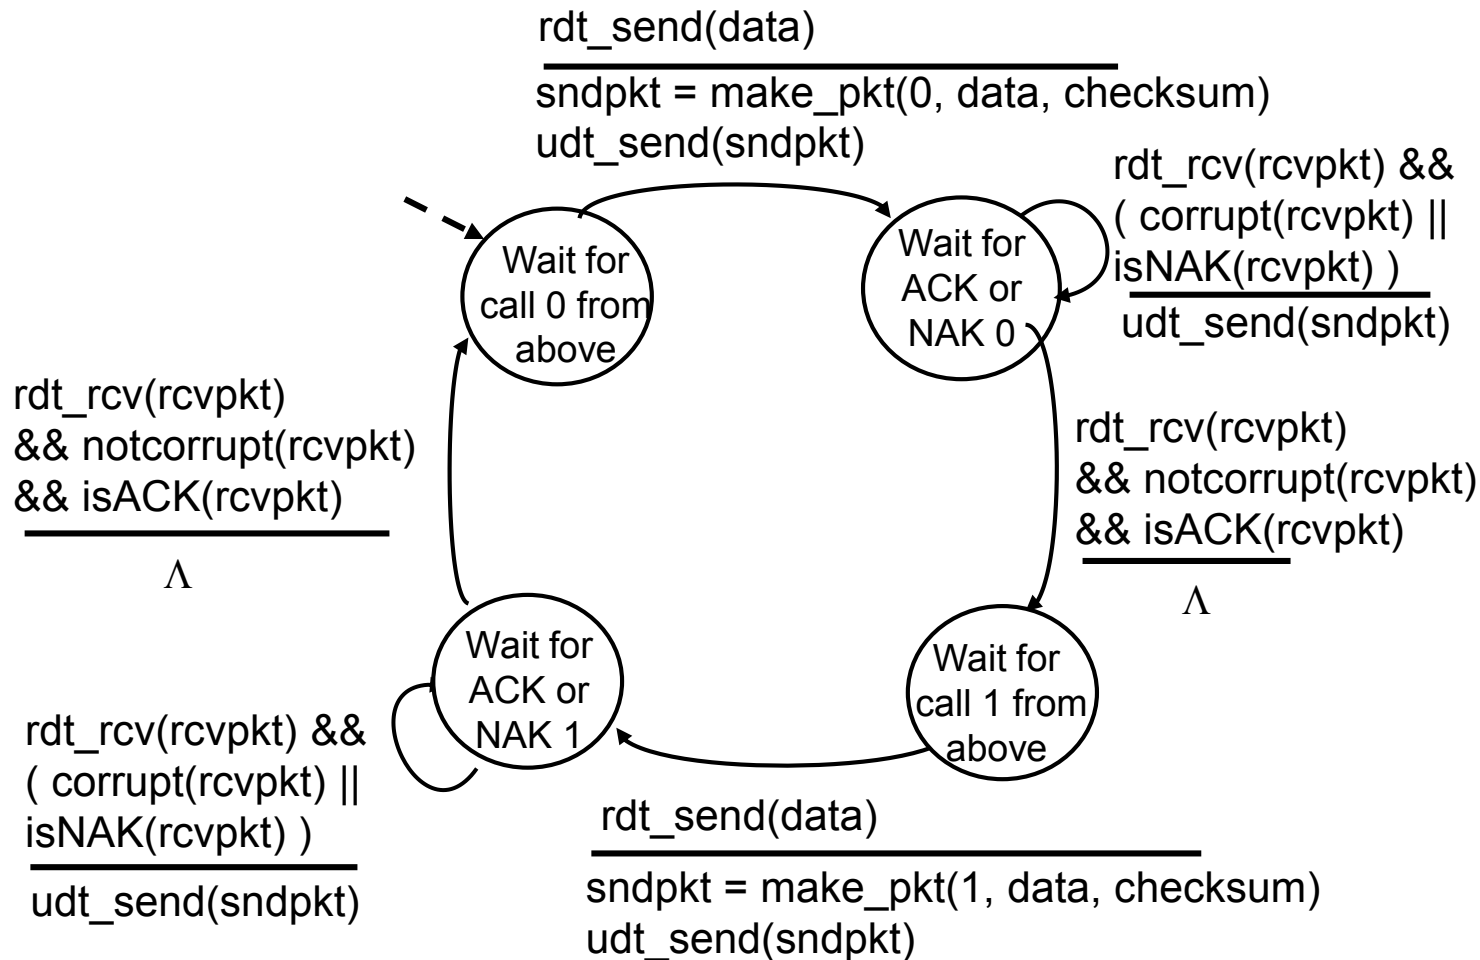 rdt_send(data)
sndpkt = make_pkt(0, data, checksum)
udt_send(sndpkt)
rdt_rcv(rcvpkt) &&
( corrupt(rcvpkt) ||
isNAK(rcvpkt) )
udt_send(sndpkt)
Wait for
call 0 from
above
Wait for
ACK or
NAK 0
rdt_rcv(rcvpkt)
&& notcorrupt(rcvpkt)
&& isACK(rcvpkt)
Λ
rdt_rcv(rcvpkt)
&& notcorrupt(rcvpkt)
&& isACK(rcvpkt)
Λ
Wait for
ACK or
NAK 1
Wait for
call 1 from
above
rdt_rcv(rcvpkt) &&
( corrupt(rcvpkt) ||
isNAK(rcvpkt) )
udt_send(sndpkt)
rdt_send(data)
sndpkt = make_pkt(1, data, checksum)
udt_send(sndpkt)